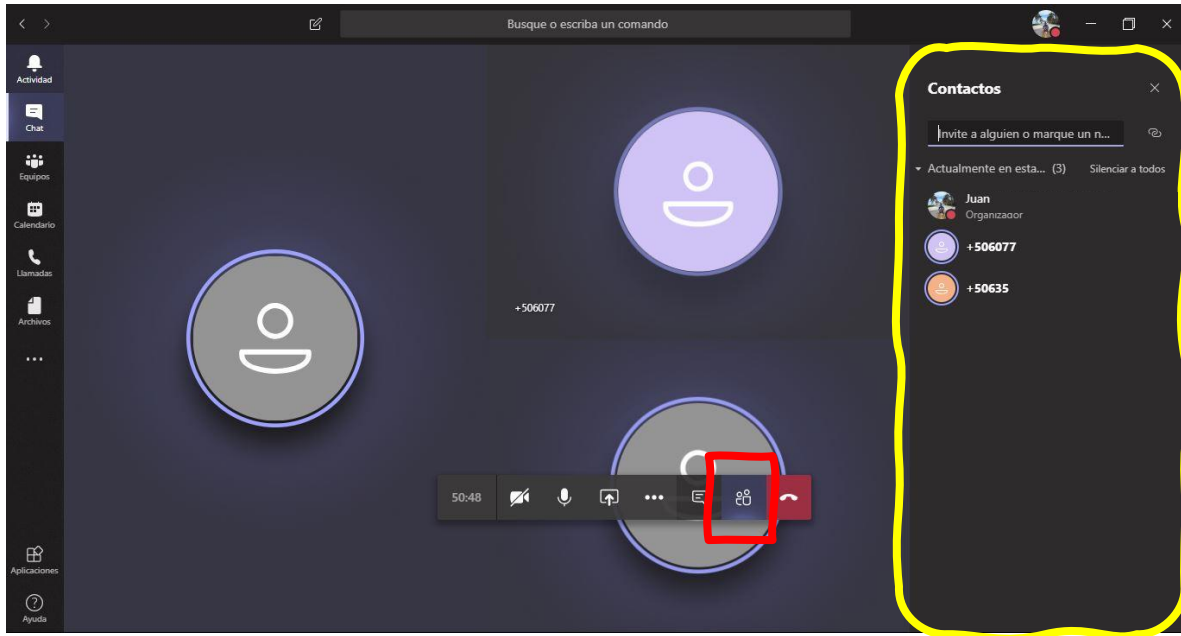 Busque o escriba un comando
Actividad
Chat
Equipos
Calendario
Llamadas
Archivos
Aplicaciones
Ayuda
+506077
50:48
Contactos
Invite a alguien o marque un n...
Actualmente en esta... (3) Silenciar a todos
Juan
Organizador
+506077
+50635